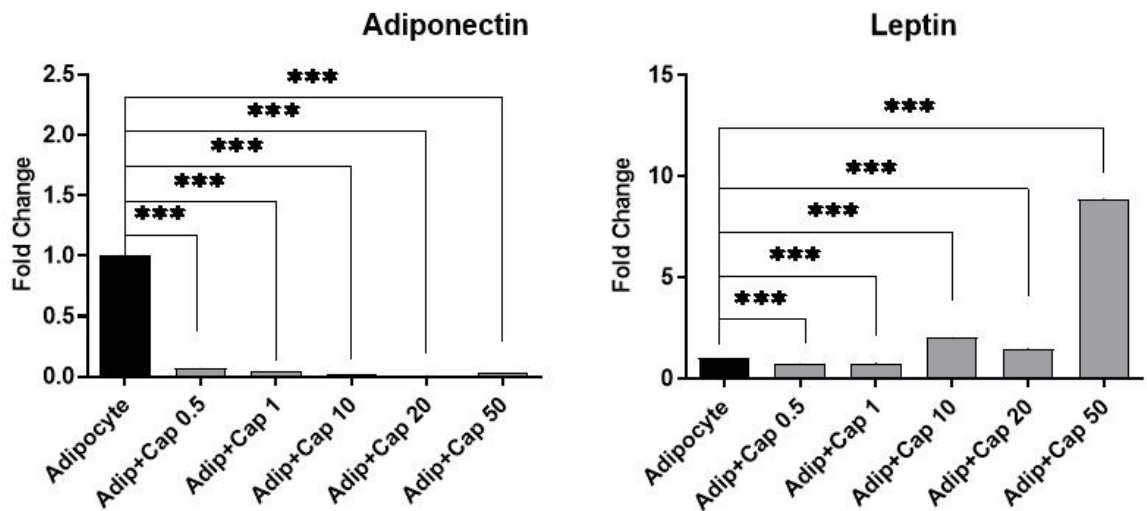 Adiponectin
Fold Change
2.5
2.0
1.5
1.0
0.5
0.0
***
***
***
***
***
Adipocyte
Adip+Cap 0.5
Adip+Cap 1
Adip+Cap 10
Adip+Cap 20
Adip+Cap 50
Leptin
Fold Change
15
10
5
0
***
***
***
***
***
Adipocyte
Adip+Cap 0.5
Adip+Cap 1
Adip+Cap 10
Adip+Cap 20
Adip+Cap 50